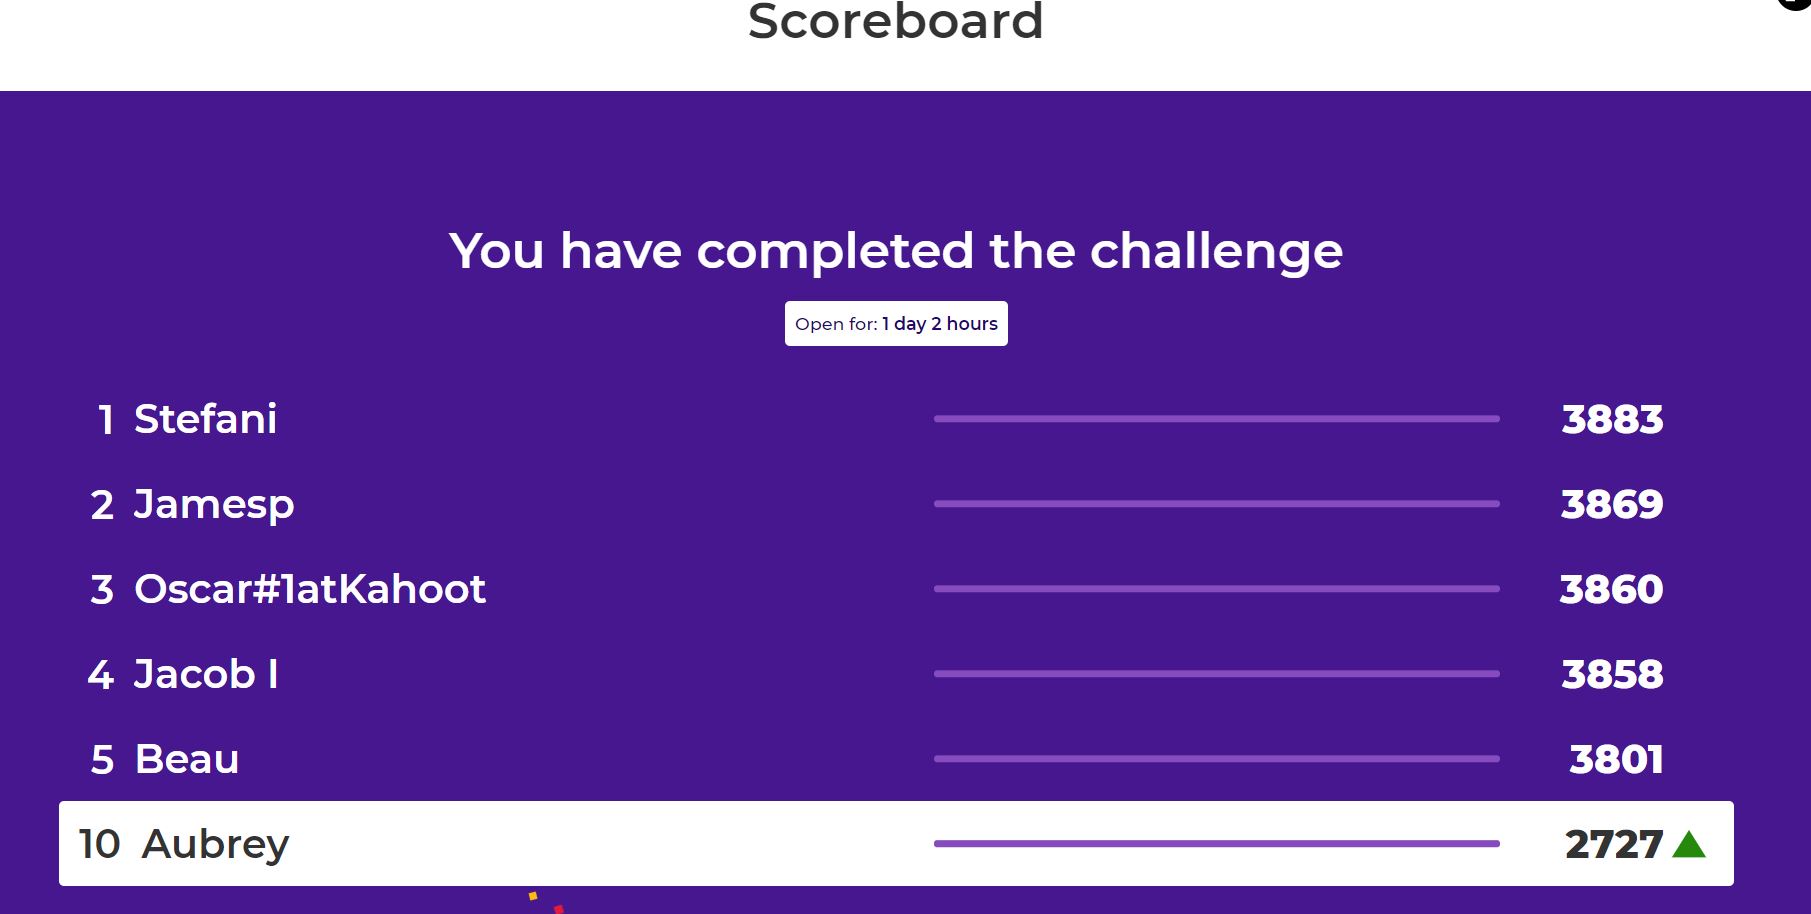 Scoreboard
You have completed the challenge
Open for: 1 day 2 hours
1 Stefani 3883
2 Jamesp 3869
3 Oscar#1atKahoot 3860
4 Jacob I 3858
5 Beau 3801
10 Aubrey 2727